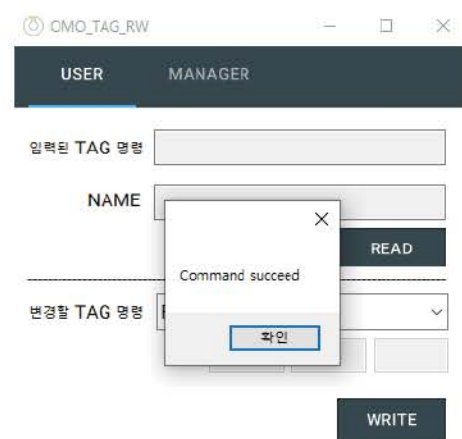 OMO_TAG_RW
USER MANAGER
입력된 TAG 명령
NAME
READ
Command succeed
변경할 TAG 명령
확인
WRITE